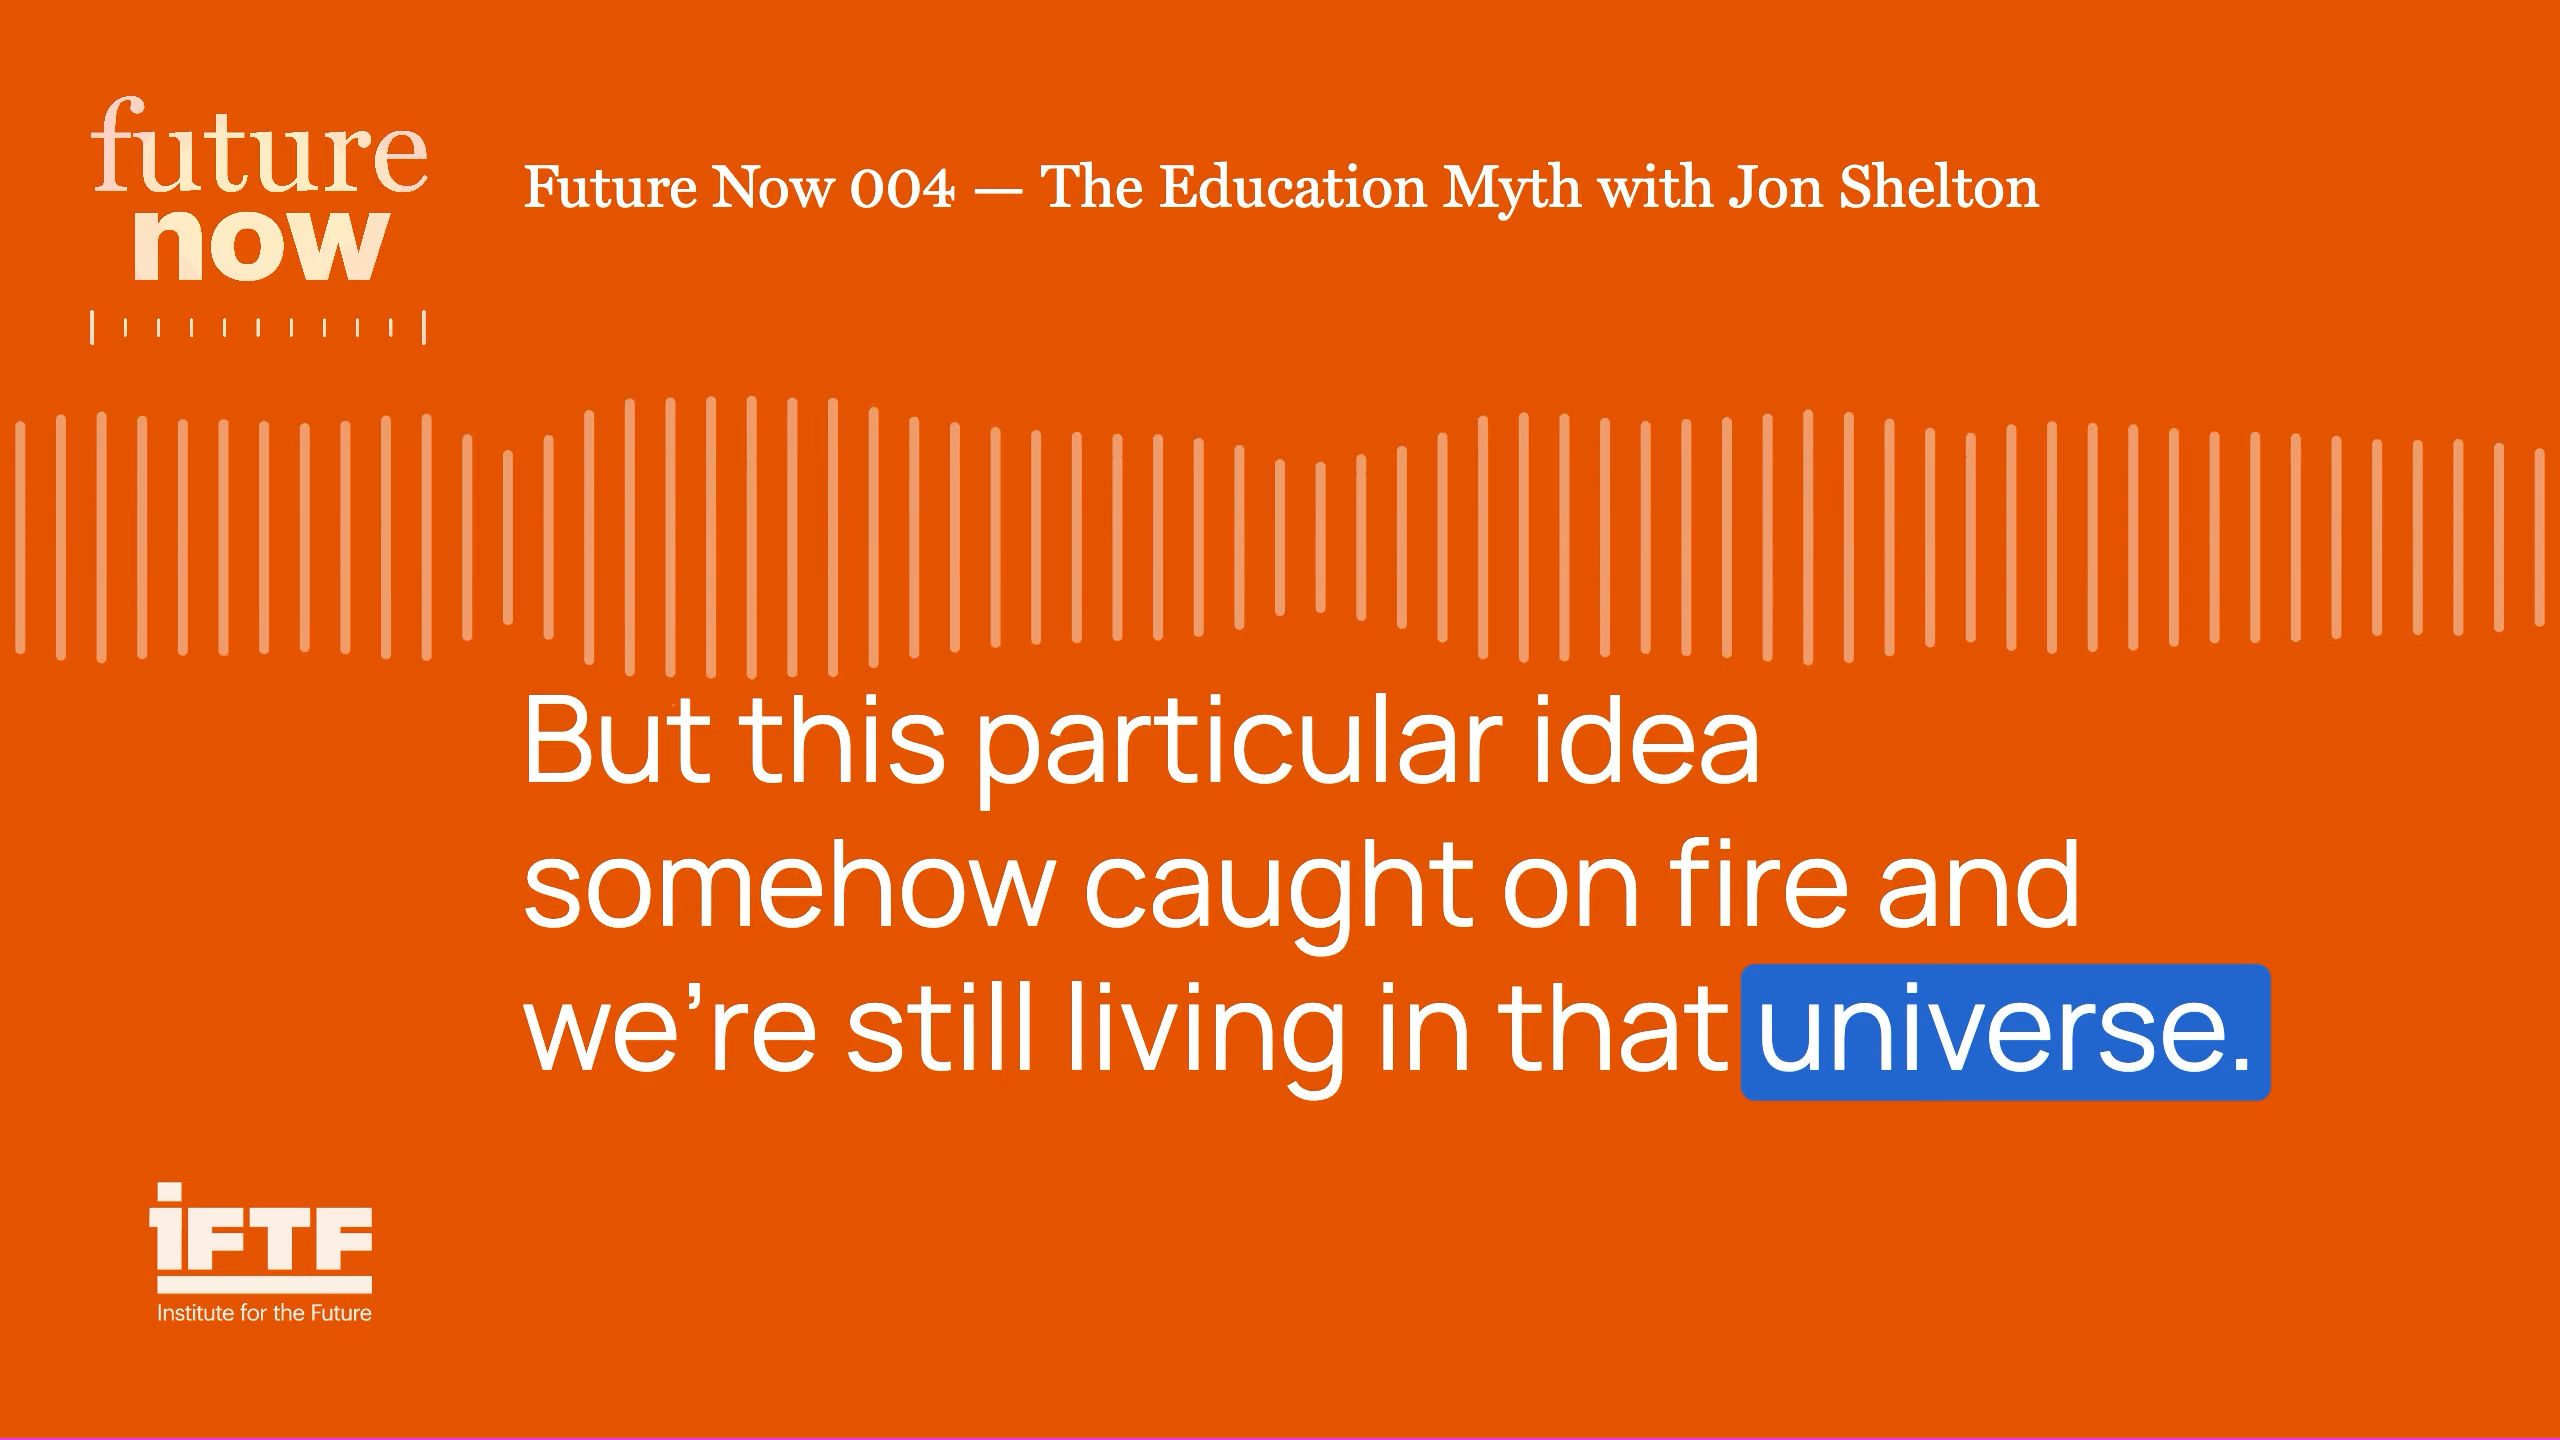 future
now
Future Now 004 — The Education Myth with Jon Shelton
But this particular idea
somehow caught on fire and
we’re still living in that universe.
iFTF
Institute for the Future